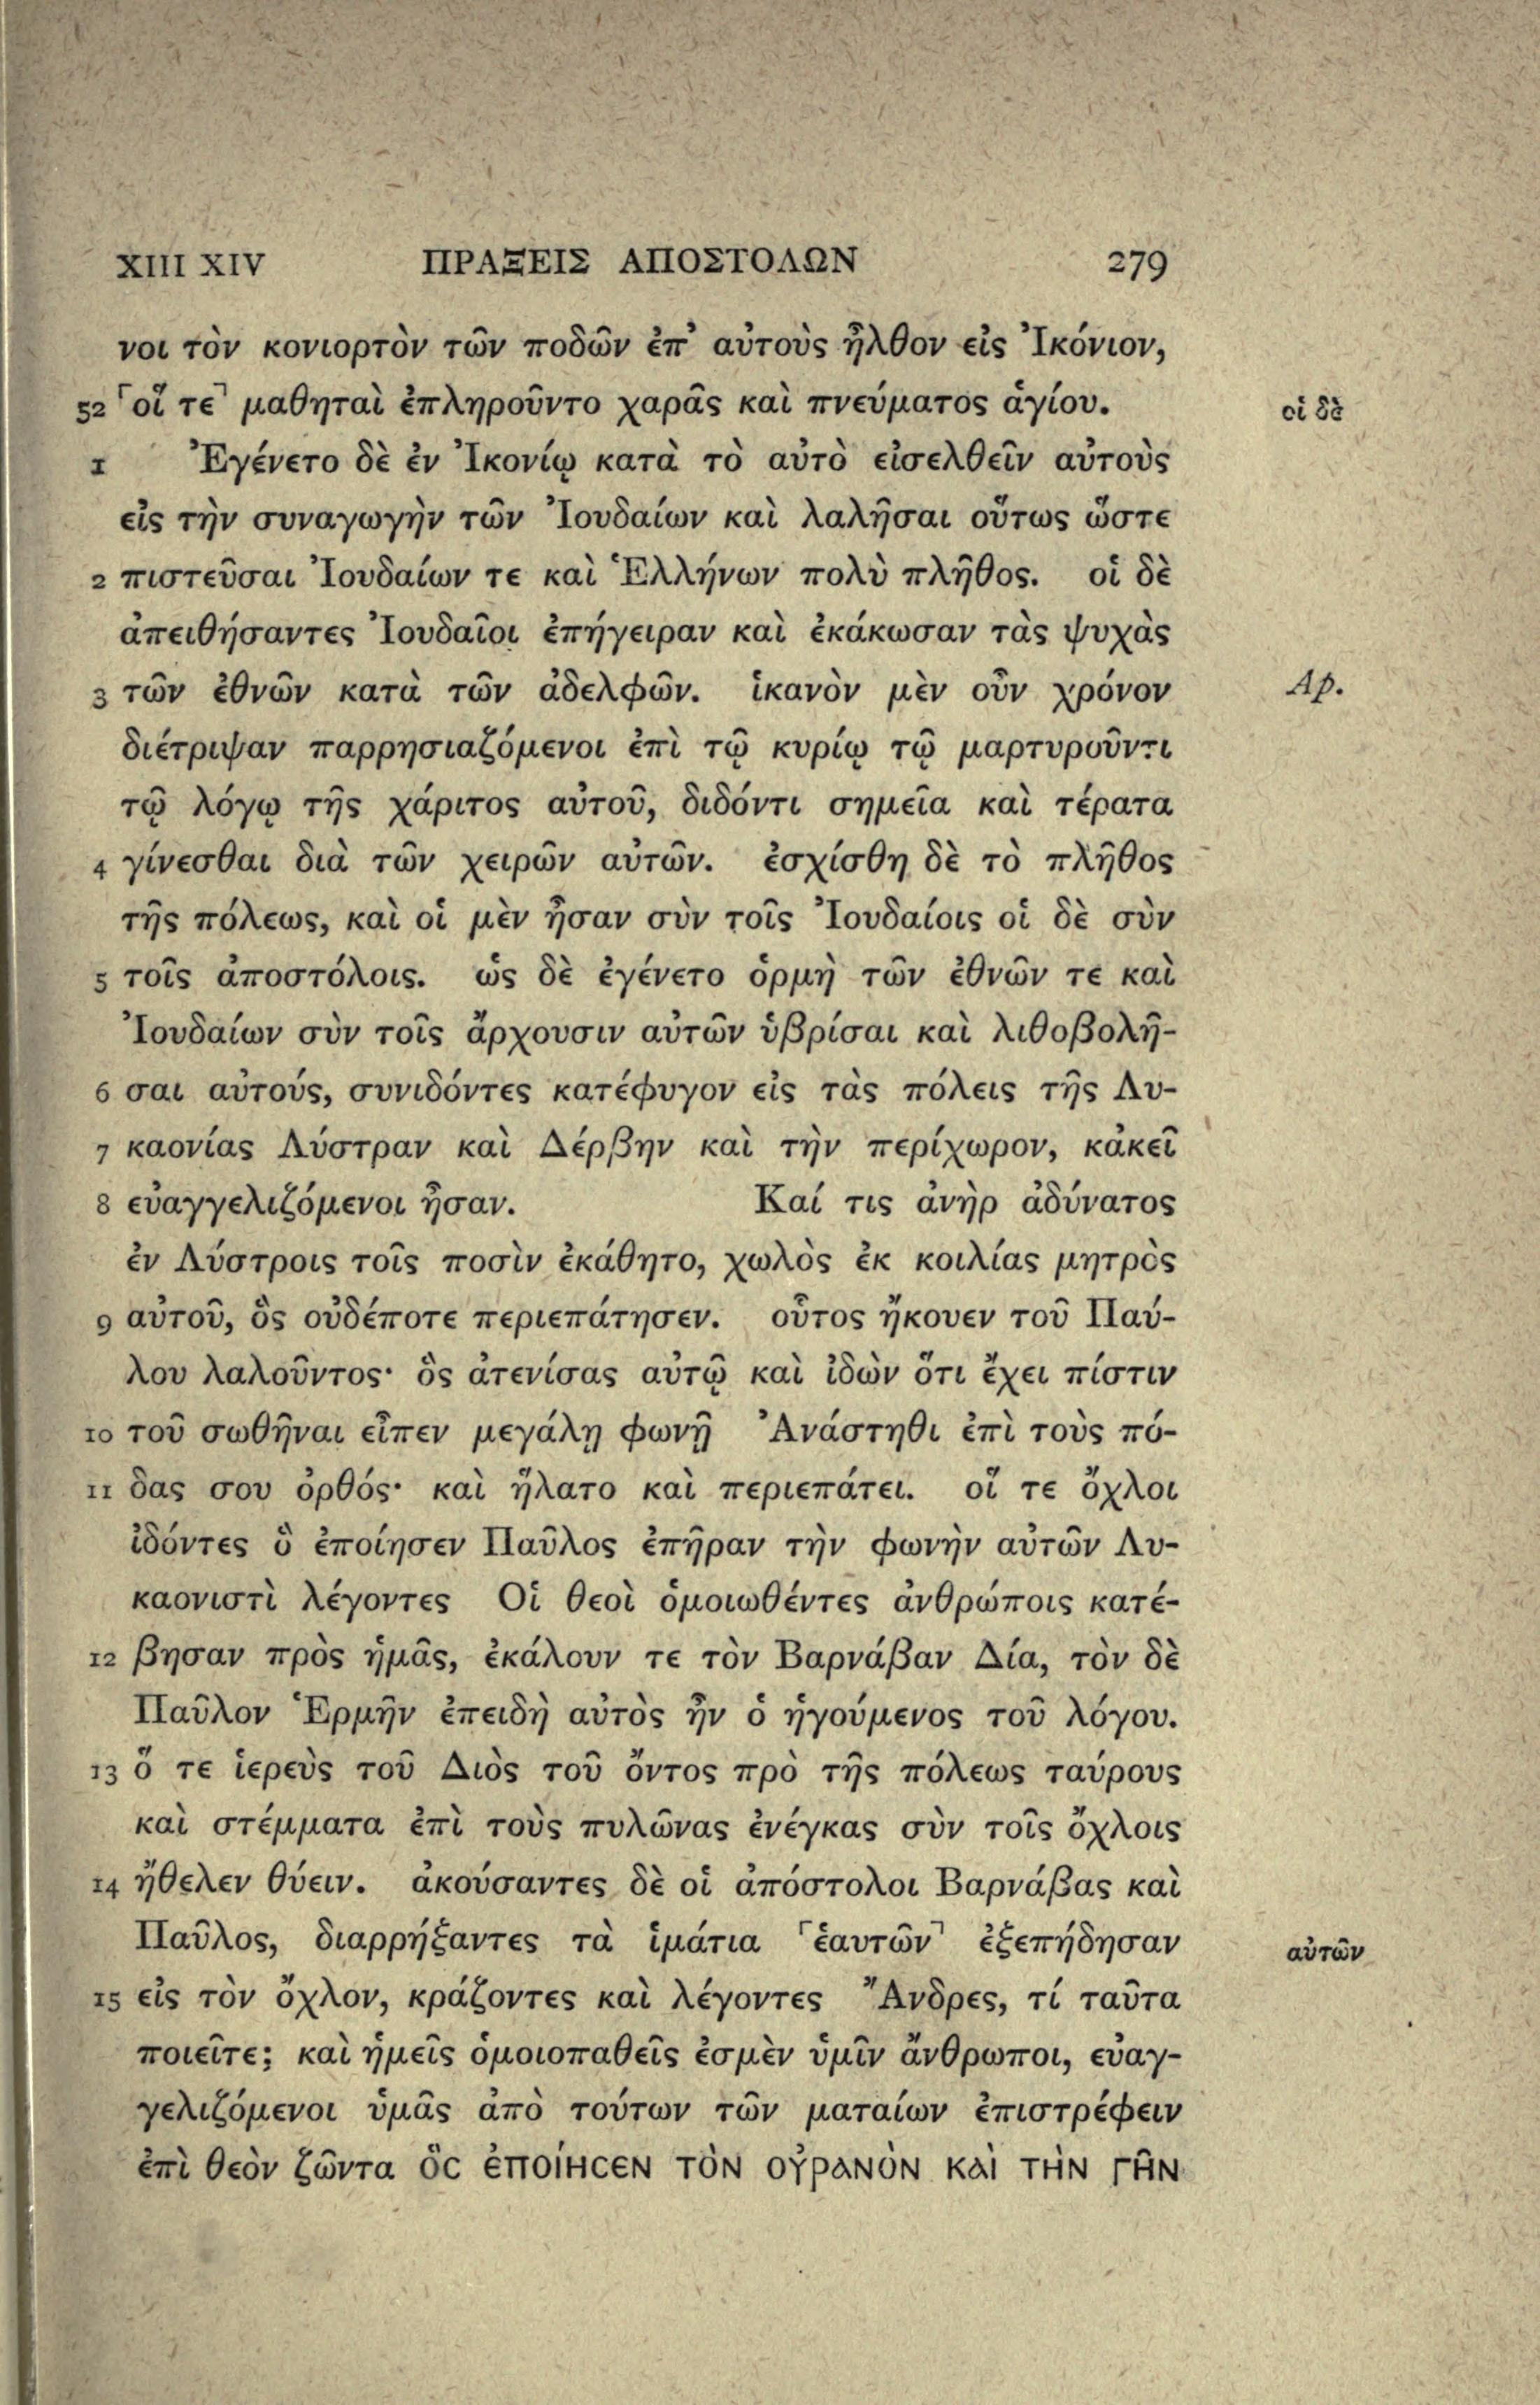 XIII XIV ΠΡΑΞΕΙΣ ΑΠΟΣΤΟΛΩΝ 279
νοι τὸν κονιορτὸν τῶν ποδῶν ἐπ᾽ αὐτοὺς ἦλθον εἰς Ἰκόνιον,
52 ⸢οἵ τε⸣ μαθηταὶ ἐπληροῦντο χαρᾶς καὶ πνεύματος ἁγίου. οἱ δὲ
1 Ἐγένετο δὲ ἐν Ἰκονίῳ κατὰ τὸ αὐτὸ εἰσελθεῖν αὐτοὺς
εἰς τὴν συναγωγὴν τῶν Ἰουδαίων καὶ λαλῆσαι οὕτως ὥστε
2 πιστεῦσαι Ἰουδαίων τε καὶ Ἑλλήνων πολὺ πλῆθος. οἱ δὲ
ἀπειθήσαντες Ἰουδαῖοι ἐπήγειραν καὶ ἐκάκωσαν τὰς ψυχὰς
3 τῶν ἐθνῶν κατὰ τῶν ἀδελφῶν. ἱκανὸν μὲν οὖν χρόνον Ap.
διέτριψαν παρρησιαζόμενοι ἐπὶ τῷ κυρίῳ τῷ μαρτυροῦντι
τῷ λόγῳ τῆς χάριτος αὐτοῦ, διδόντι σημεῖα καὶ τέρατα
4 γίνεσθαι διὰ τῶν χειρῶν αὐτῶν. ἐσχίσθη δὲ τὸ πλῆθος
τῆς πόλεως, καὶ οἱ μὲν ἦσαν σὺν τοῖς Ἰουδαίοις οἱ δὲ σὺν
5 τοῖς ἀποστόλοις. ὡς δὲ ἐγένετο ὁρμὴ τῶν ἐθνῶν τε καὶ
Ἰουδαίων σὺν τοῖς ἄρχουσιν αὐτῶν ὑβρίσαι καὶ λιθοβολῆ-
6 σαι αὐτούς, συνιδόντες κατέφυγον εἰς τὰς πόλεις τῆς Λυ-
7 καονίας Λύστραν καὶ Δέρβην καὶ τὴν περίχωρον, κἀκεῖ
8 εὐαγγελιζόμενοι ἦσαν. Καί τις ἀνὴρ ἀδύνατος
ἐν Λύστροις τοῖς ποσὶν ἐκάθητο, χωλὸς ἐκ κοιλίας μητρὸς
9 αὐτοῦ, ὃς οὐδέποτε περιεπάτησεν. οὗτος ἤκουεν τοῦ Παύ-
λου λαλοῦντος· ὃς ἀτενίσας αὐτῷ καὶ ἰδὼν ὅτι ἔχει πίστιν
10 τοῦ σωθῆναι εἶπεν μεγάλῃ φωνῇ Ἀνάστηθι ἐπὶ τοὺς πό-
11 δας σου ὀρθός· καὶ ἥλατο καὶ περιεπάτει. οἵ τε ὄχλοι
ἰδόντες ὃ ἐποίησεν Παῦλος ἐπῆραν τὴν φωνὴν αὐτῶν Λυ-
καονιστὶ λέγοντες Οἱ θεοὶ ὁμοιωθέντες ἀνθρώποις κατέ-
12 βησαν πρὸς ἡμᾶς, ἐκάλουν τε τὸν Βαρνάβαν Δία, τὸν δὲ
Παῦλον Ἑρμῆν ἐπειδὴ αὐτὸς ἦν ὁ ἡγούμενος τοῦ λόγου.
13 ὅ τε ἱερεὺς τοῦ Διὸς τοῦ ὄντος πρὸ τῆς πόλεως ταύρους
καὶ στέμματα ἐπὶ τοὺς πυλῶνας ἐνέγκας σὺν τοῖς ὄχλοις
14 ἤθελεν θύειν. ἀκούσαντες δὲ οἱ ἀπόστολοι Βαρνάβας καὶ
Παῦλος, διαρρήξαντες τὰ ἱμάτια ⸢ἑαυτῶν⸣ ἐξεπήδησαν αὐτῶν
15 εἰς τὸν ὄχλον, κράζοντες καὶ λέγοντες Ἄνδρες, τί ταῦτα
ποιεῖτε; καὶ ἡμεῖς ὁμοιοπαθεῖς ἐσμὲν ὑμῖν ἄνθρωποι, εὐαγ-
γελιζόμενοι ὑμᾶς ἀπὸ τούτων τῶν ματαίων ἐπιστρέφειν
ἐπὶ θεὸν ζῶντα ὃς ἐποίησεν τὸν οὐρανὸν καὶ τὴν γῆν